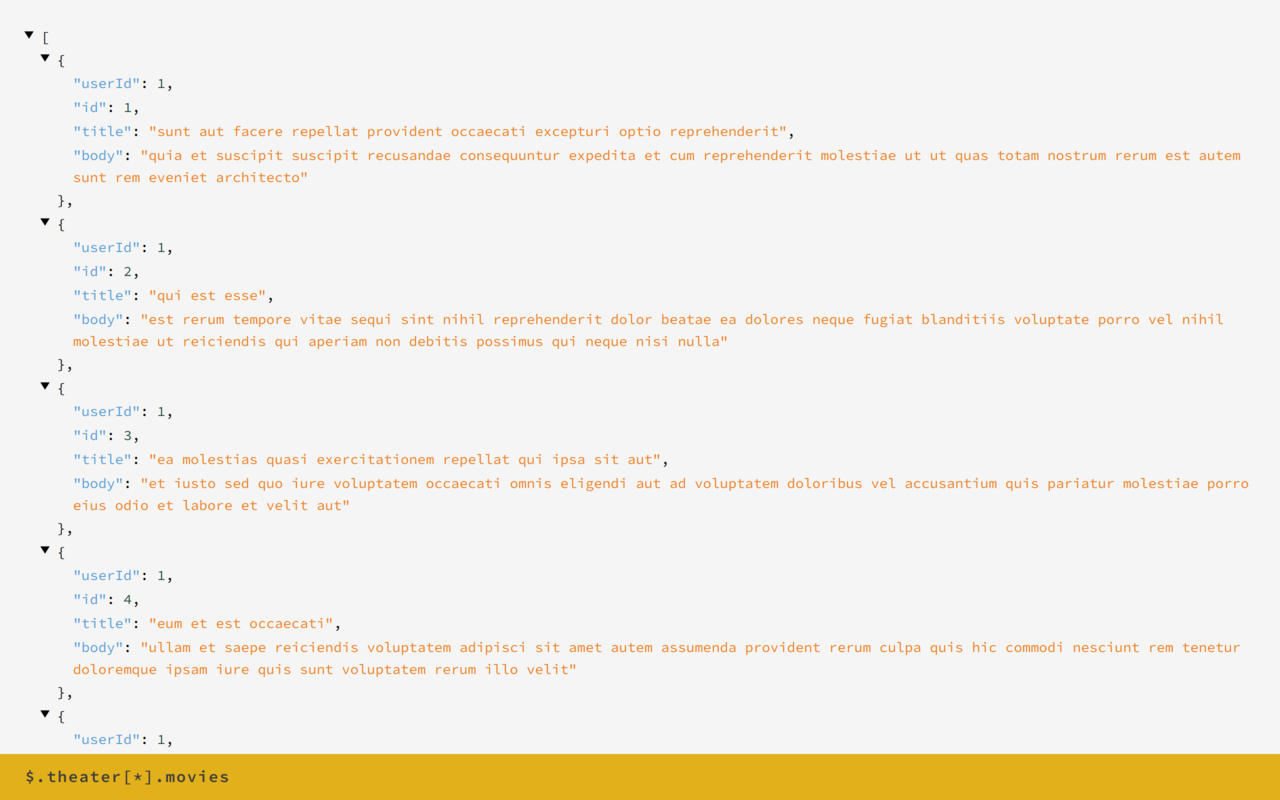 [
{
"userId": 1,
"id": 1,
"title": "sunt aut facere repellat provident occaecati excepturi optio reprehenderit",
"body": "quia et suscipit suscipit recusandae consequuntur expedita et cum reprehenderit molestiae ut ut quas totam nostrum rerum est autem
sunt rem eveniet architecto"
},
{
"userId": 1,
"id": 2,
"title": "qui est esse",
"body": "est rerum tempore vitae sequi sint nihil reprehenderit dolor beatae ea dolores neque fugiat blanditiis voluptate porro vel nihil
molestiae ut reiciendis qui aperiam non debitis possimus qui neque nisi nulla"
},
{
"userId": 1,
"id": 3,
"title": "ea molestias quasi exercitationem repellat qui ipsa sit aut",
"body": "et iusto sed quo iure voluptatem occaecati omnis eligendi aut ad voluptatem doloribus vel accusantium quis pariatur molestiae porro
eius odio et labore et velit aut"
},
{
"userId": 1,
"id": 4,
"title": "eum et est occaecati",
"body": "ullam et saepe reiciendis voluptatem adipisci sit amet autem assumenda provident rerum culpa quis hic commodi nesciunt rem tenetur
doloremque ipsam iure quis sunt voluptatem rerum illo velit"
},
{
"userId": 1,
$.theater[*].movies